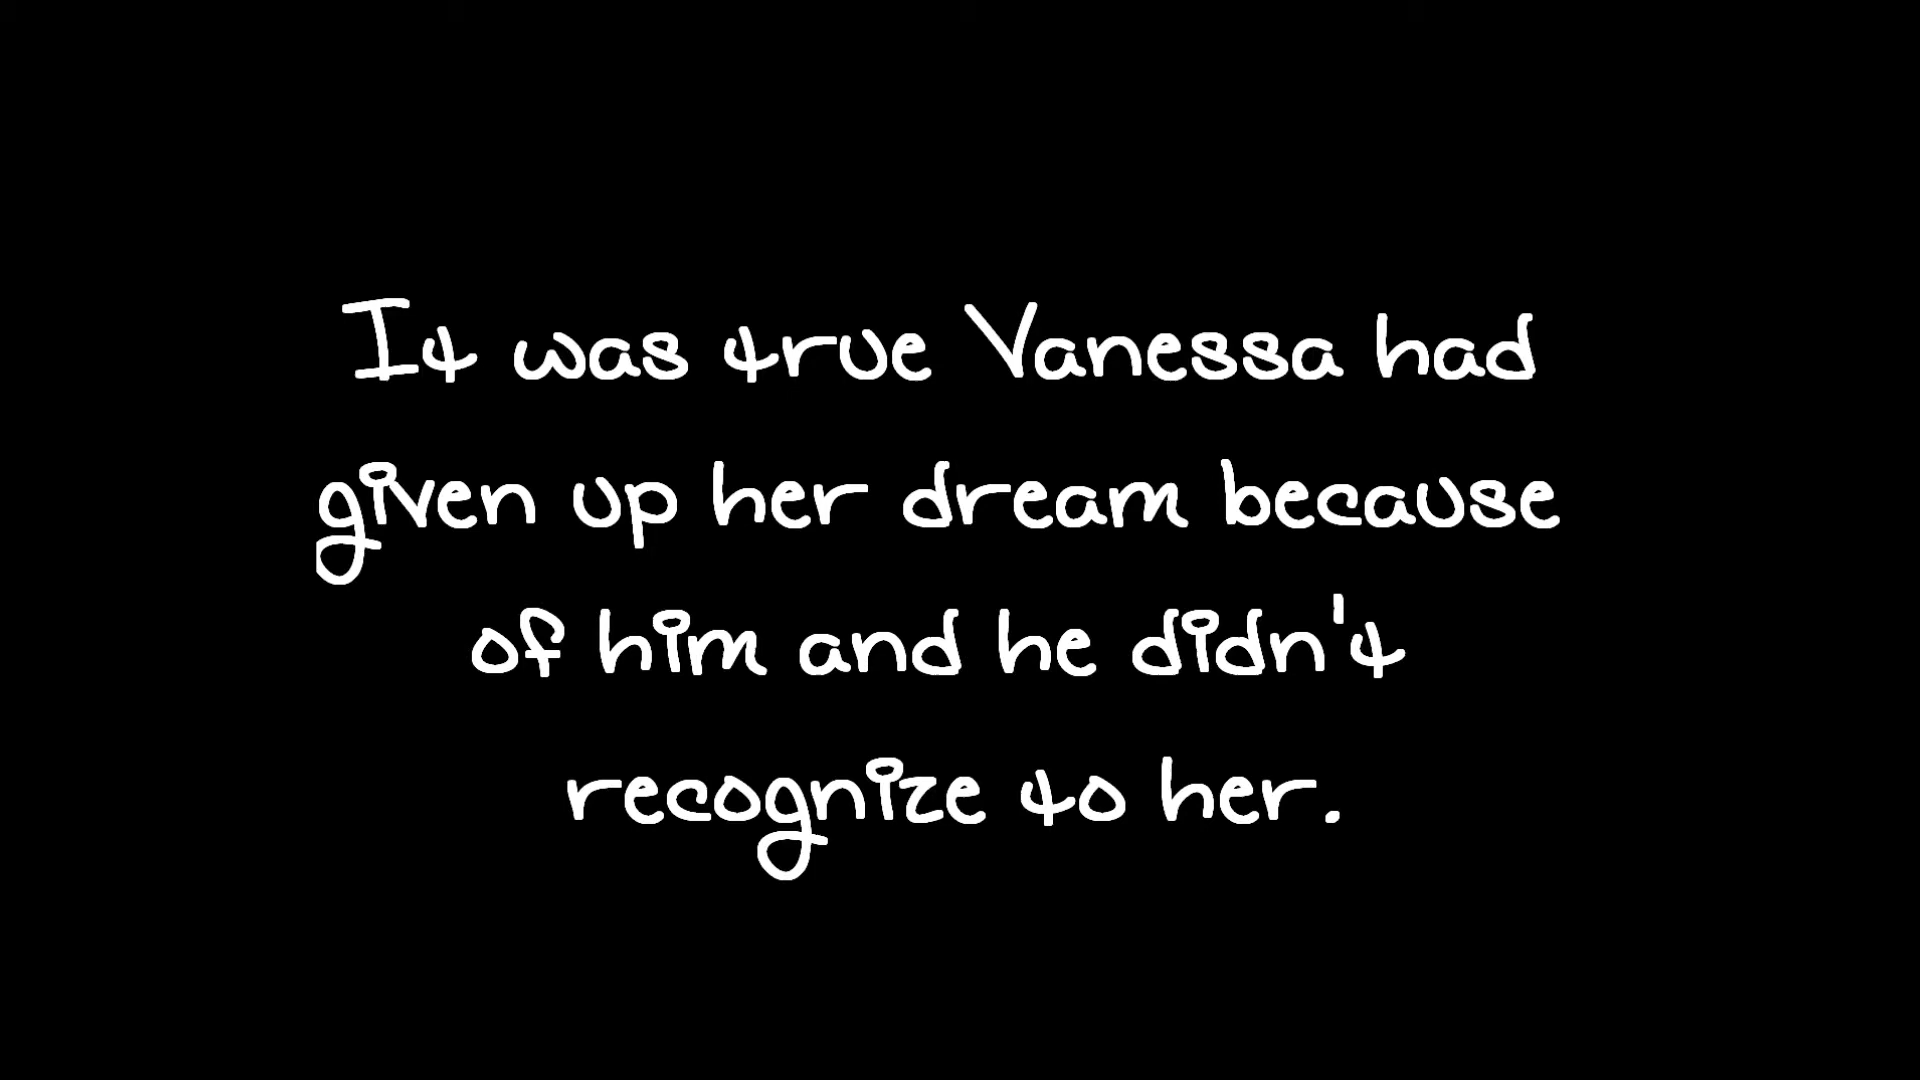 It was true Vanessa had
given up her dream because
of him and he didn't
recognize to her.